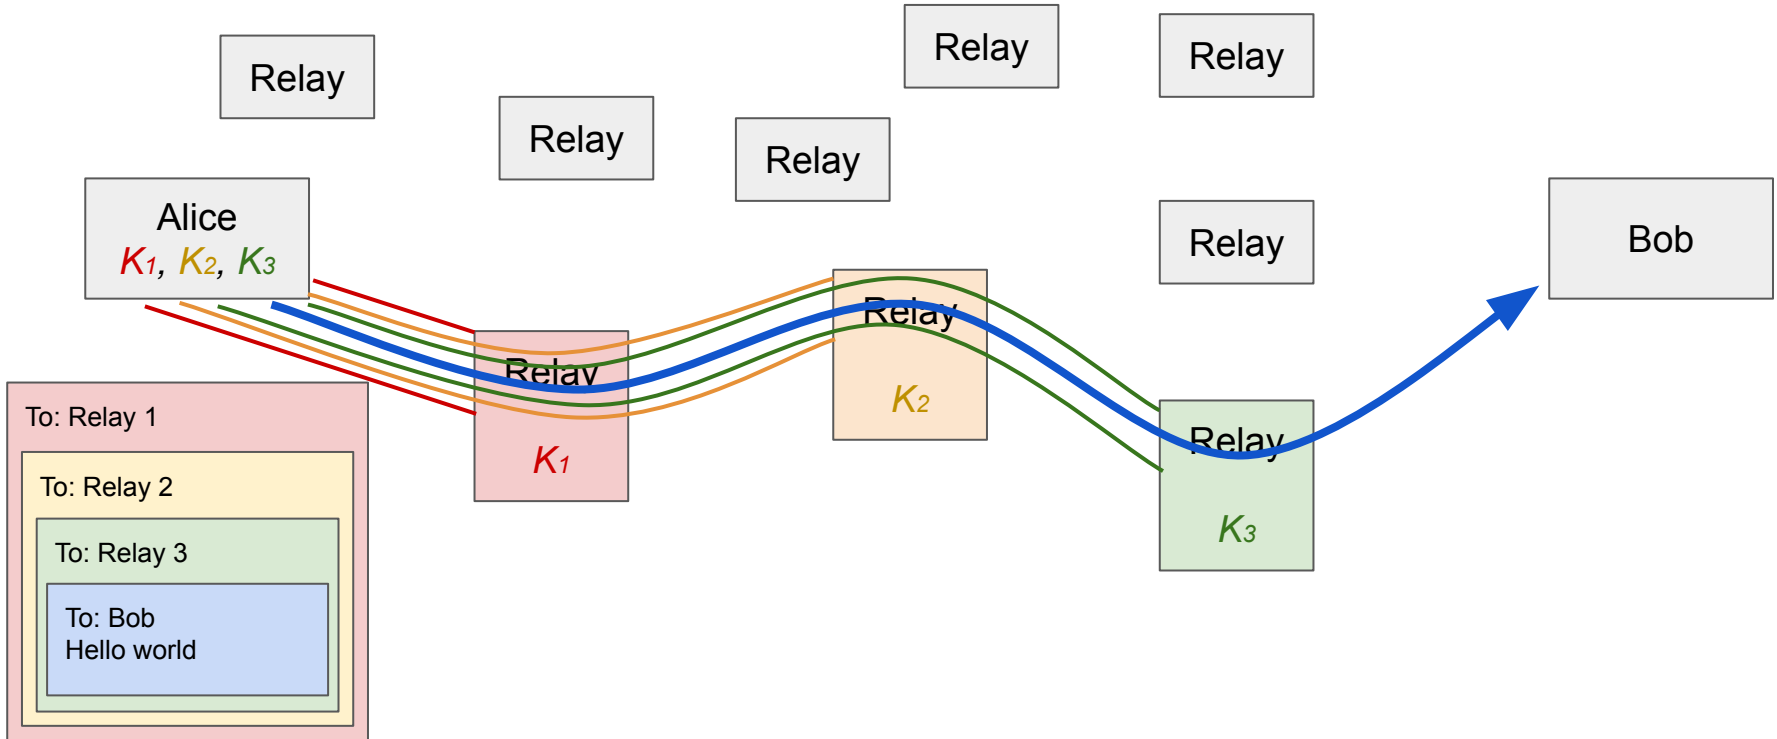 Relay
Relay
Relay
Relay
Relay
Alice
K1, K2, K3
Relay
Bob
Relay
K1
Relay
K2
Relay
K3
To: Relay 1
To: Relay 2
To: Relay 3
To: Bob
Hello world